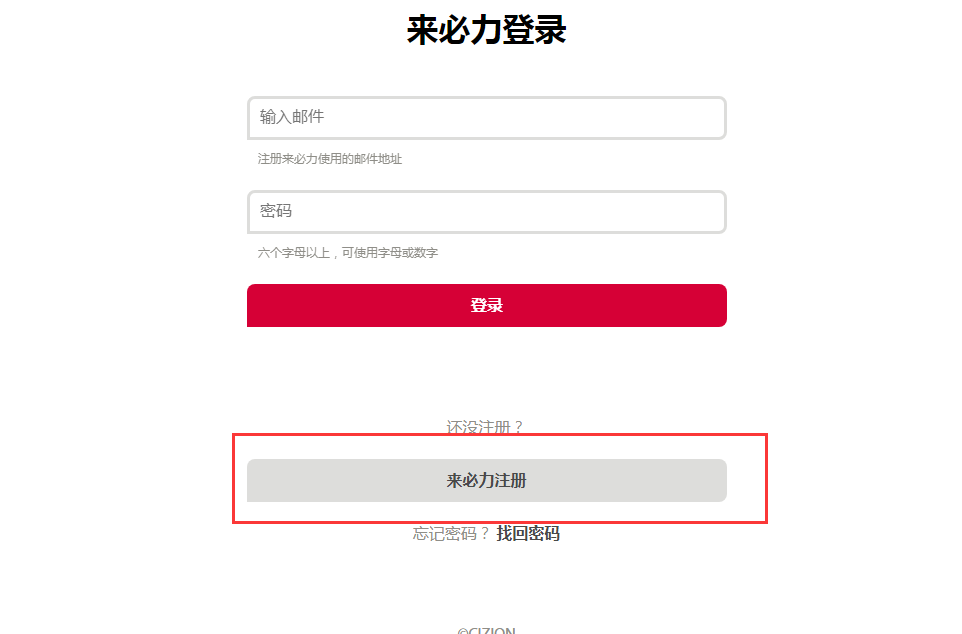 来必力登录
输入邮件
注册来必力使用的邮件地址
密码
六个字母以上，可使用字母或数字
登录
还没注册？
来必力注册
忘记密码？ 找回密码
©CIZION